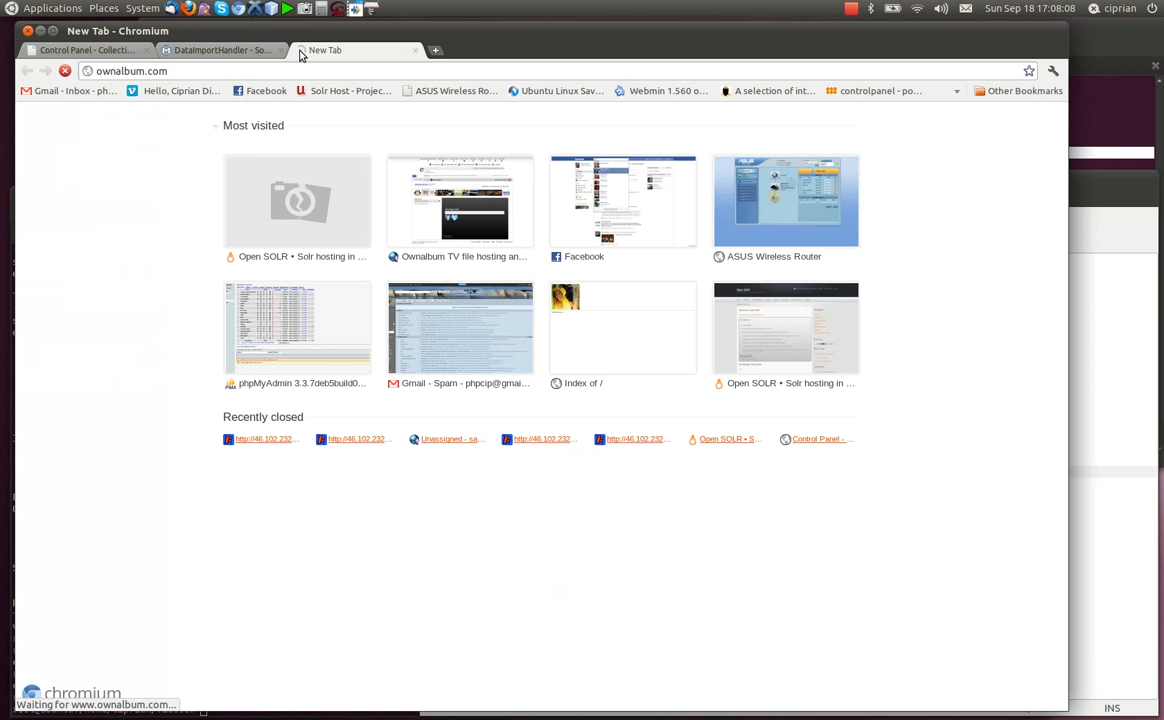 Applications Places Chromium Sun Sep 18 17:08:08 ciprian
New Tab - Chromium
Control Panel - Collecti... DataImportHandler - So... New Tab
ownalbum.com
Gmail - Inbox - ph... Hello, Ciprian Di... Facebook Solr Host - Projec... ASUS Wireless Ro... Ubuntu Linux Sav... Webmin 1.560 o... A selection of int... controlpanel - po... Other Bookmarks
Most visited
Open SOLR • Solr hosting in ... Ownalbum TV file hosting an... Facebook ASUS Wireless Router
phpMyAdmin 3.3.7deb5build0... Gmail - Spam - phpcip@gmai... Index of / Open SOLR • Solr hosting in ...
Recently closed
http://46.102.232... http://46.102.232... Unassigned - sa... http://46.102.232... http://46.102.232... Open SOLR • S... Control Panel - ...
chromium
Waiting for www.ownalbum.com...
INS